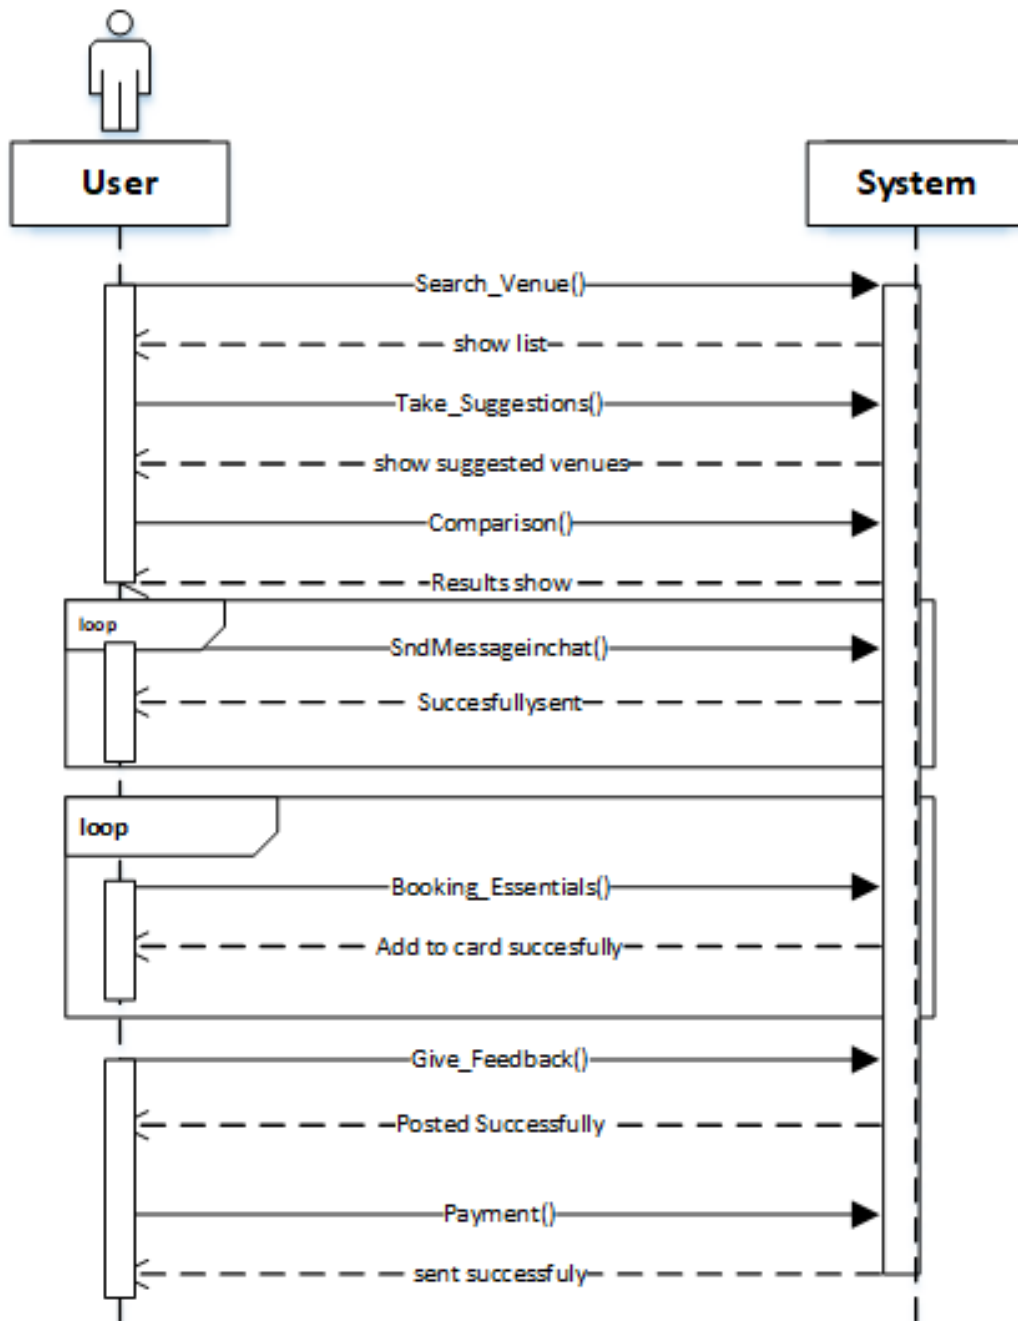 User
System
Search_Venue()
show list
Take_Suggestions()
show suggested venues
Comparison()
Results show
loop
SndMessageinchat()
Succesfullysent
loop
Booking_Essentials()
Add to card succesfully
Give_Feedback()
Posted Successfully
Payment()
sent successfuly